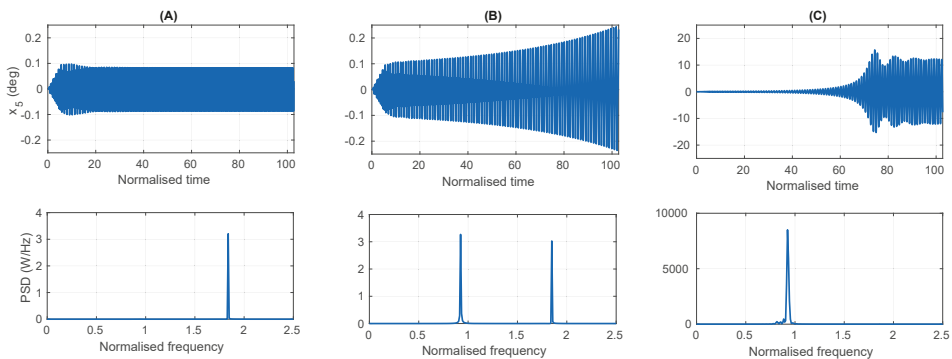 (A) (B) (C)
x5 (deg)
0.2 0.1 0 -0.1 -0.2
0 20 40 60 80 100
Normalised time
0.2 0.1 0 -0.1 -0.2
0 20 40 60 80 100
Normalised time
20 10 0 -10 -20
0 20 40 60 80 100
Normalised time
PSD (W/Hz)
4 3 2 1 0
0 0.5 1 1.5 2 2.5
Normalised frequency
4 3 2 1 0
0 0.5 1 1.5 2 2.5
Normalised frequency
10000 5000 0
0 0.5 1 1.5 2 2.5
Normalised frequency